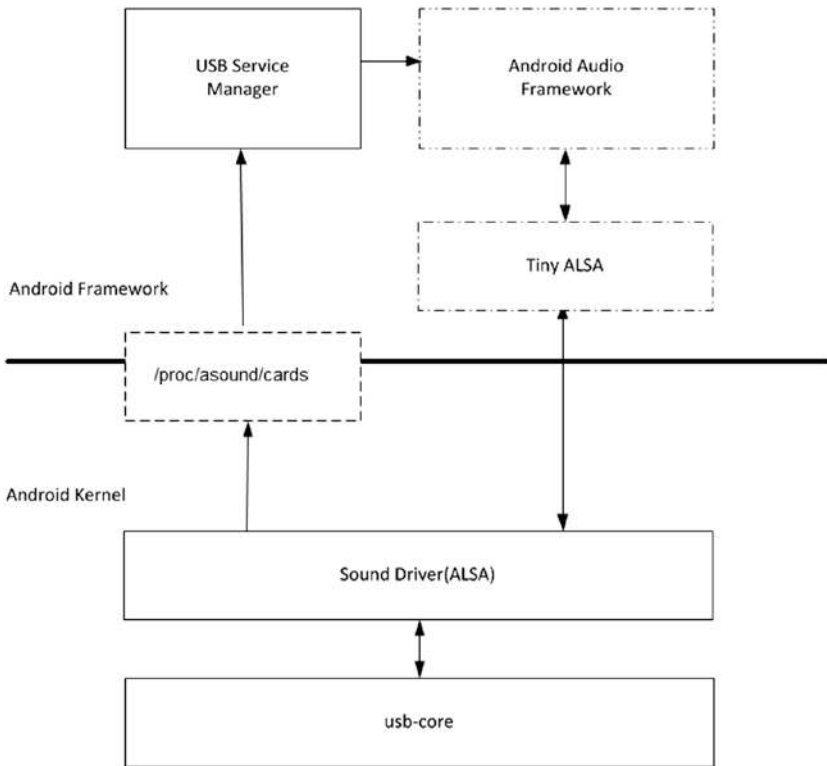 USB Service
Manager
Android Audio
Framework
Tiny ALSA
Android Framework
/proc/asound/cards
Android Kernel
Sound Driver(ALSA)
usb-core